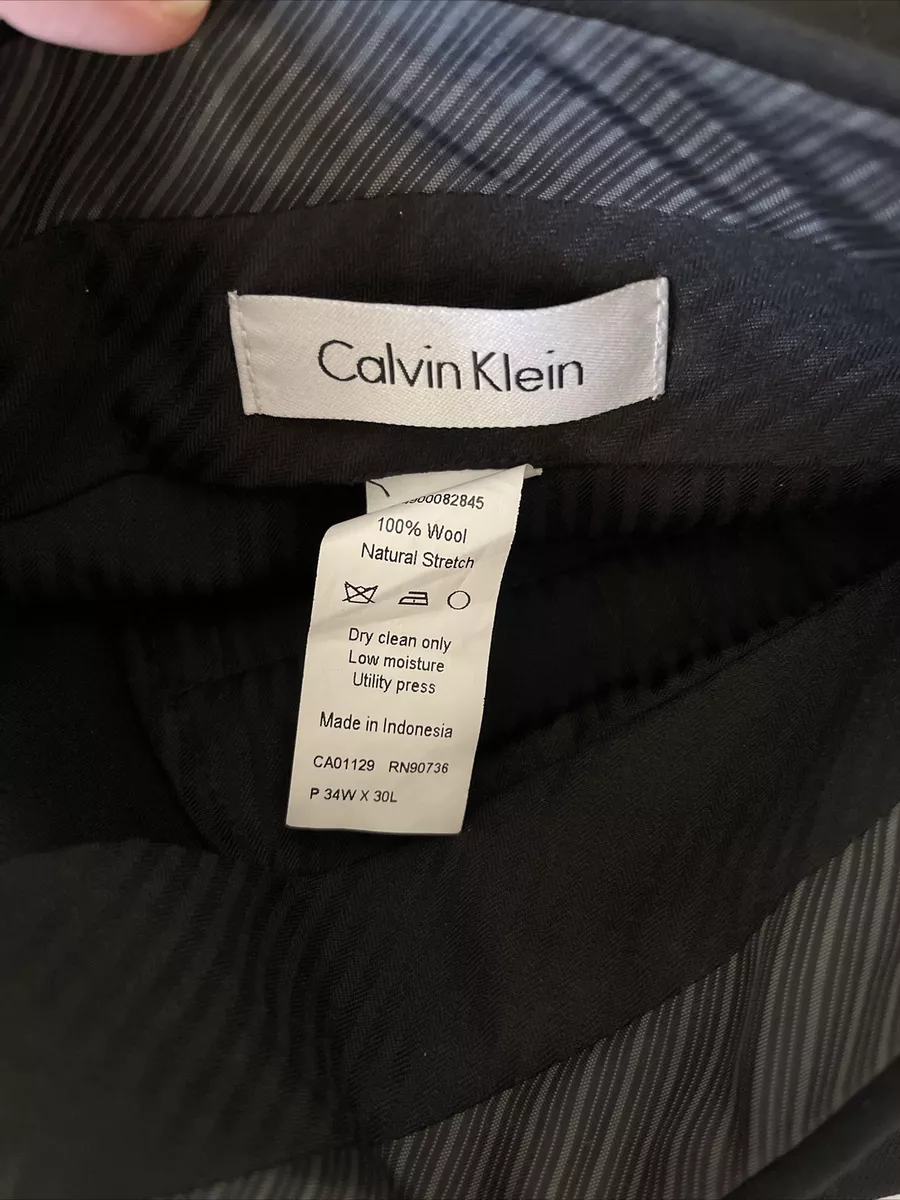 Calvin Klein
100% Wool
Natural Stretch
Dry clean only
Low moisture
Utility press
Made in Indonesia
CA01129 RN90736
P 34W X 30L